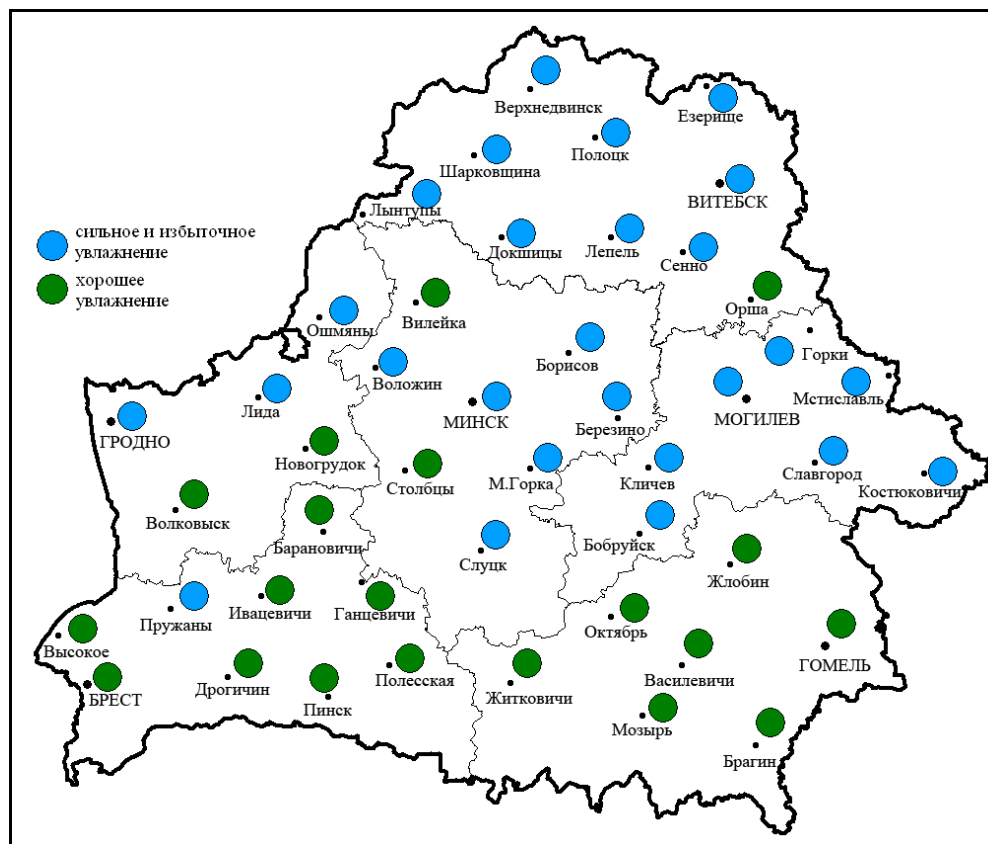 Верхнедвинск
Езерище
Полоцк
Шарковщина
ВИТЕБСК
Лынтупы
сильное и избыточное
увлажнение
Докшицы
Лепель
Сенно
хорошее
увлажнение
Вилейка
Орша
Ошмяны
Горки
Борисов
Воложин
Мстиславль
Лида
МОГИЛЕВ
МИНСК
Березино
ГРОДНО
Новогрудок
Столбцы
М.Горка
Кличев
Славгород
Костюковичи
Волковыск
Барановичи
Бобруйск
Слуцк
Жлобин
Ивацевичи
Ганцевичи
Пружаны
Октябрь
Высокое
ГОМЕЛЬ
Полесская
Василевичи
БРЕСТ
Дрогичин
Житковичи
Пинск
Мозырь
Брагин